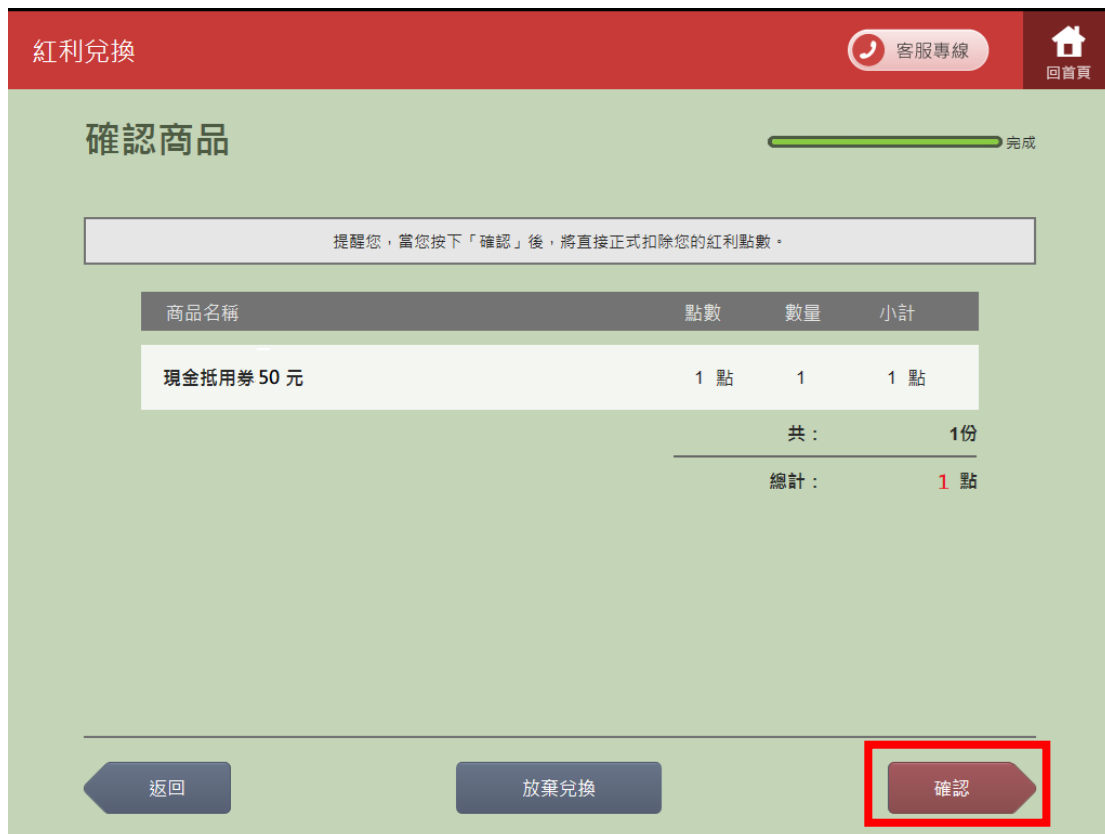 紅利兌換
客服專線
回首頁
確認商品
完成
提醒您，當您按下「確認」後，將直接正式扣除您的紅利點數。
商品名稱 點數 數量 小計
現金抵用券 50 元 1 點 1 1 點
共： 1份
總計： 1 點
返回
放棄兌換
確認